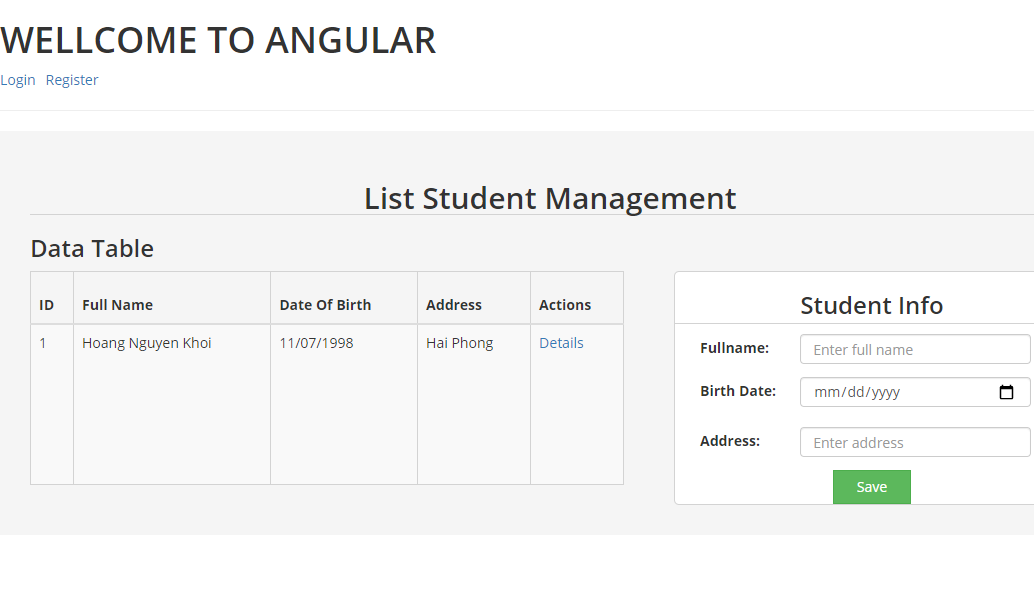 WELLCOME TO ANGULAR
Login Register
List Student Management
Data Table
ID Full Name Date Of Birth Address Actions
1 Hoang Nguyen Khoi 11/07/1998 Hai Phong Details
Student Info
Fullname: Enter full name
Birth Date: mm/dd/yyyy
Address: Enter address
Save